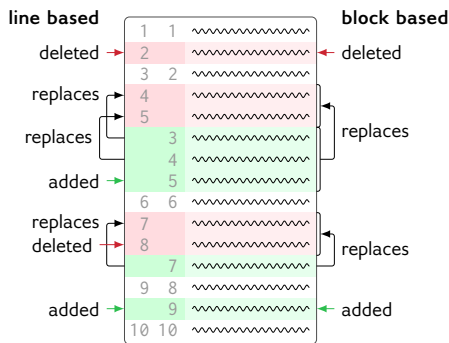 line based block based
1 1
deleted 2 deleted
3 3
replaces 4
5
replaces 3 replaces
4
added 5
6 6
replaces 7
deleted 8 replaces
7
9 8
added 9 added
10 10